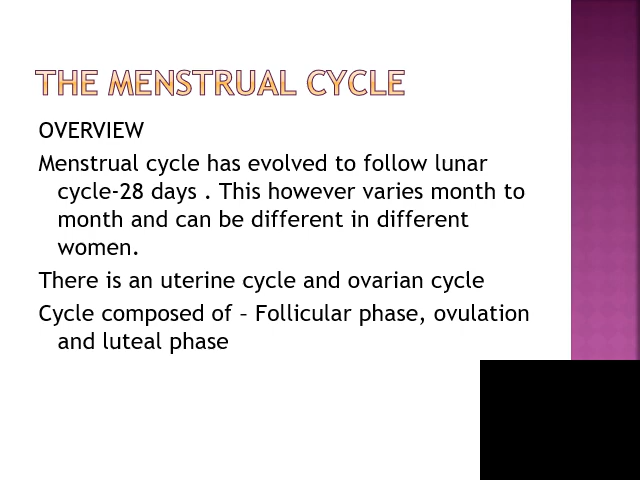 THE MENSTRUAL CYCLE
OVERVIEW
Menstrual cycle has evolved to follow lunar
cycle-28 days . This however varies month to
month and can be different in different
women.
There is an uterine cycle and ovarian cycle
Cycle composed of – Follicular phase, ovulation
and luteal phase